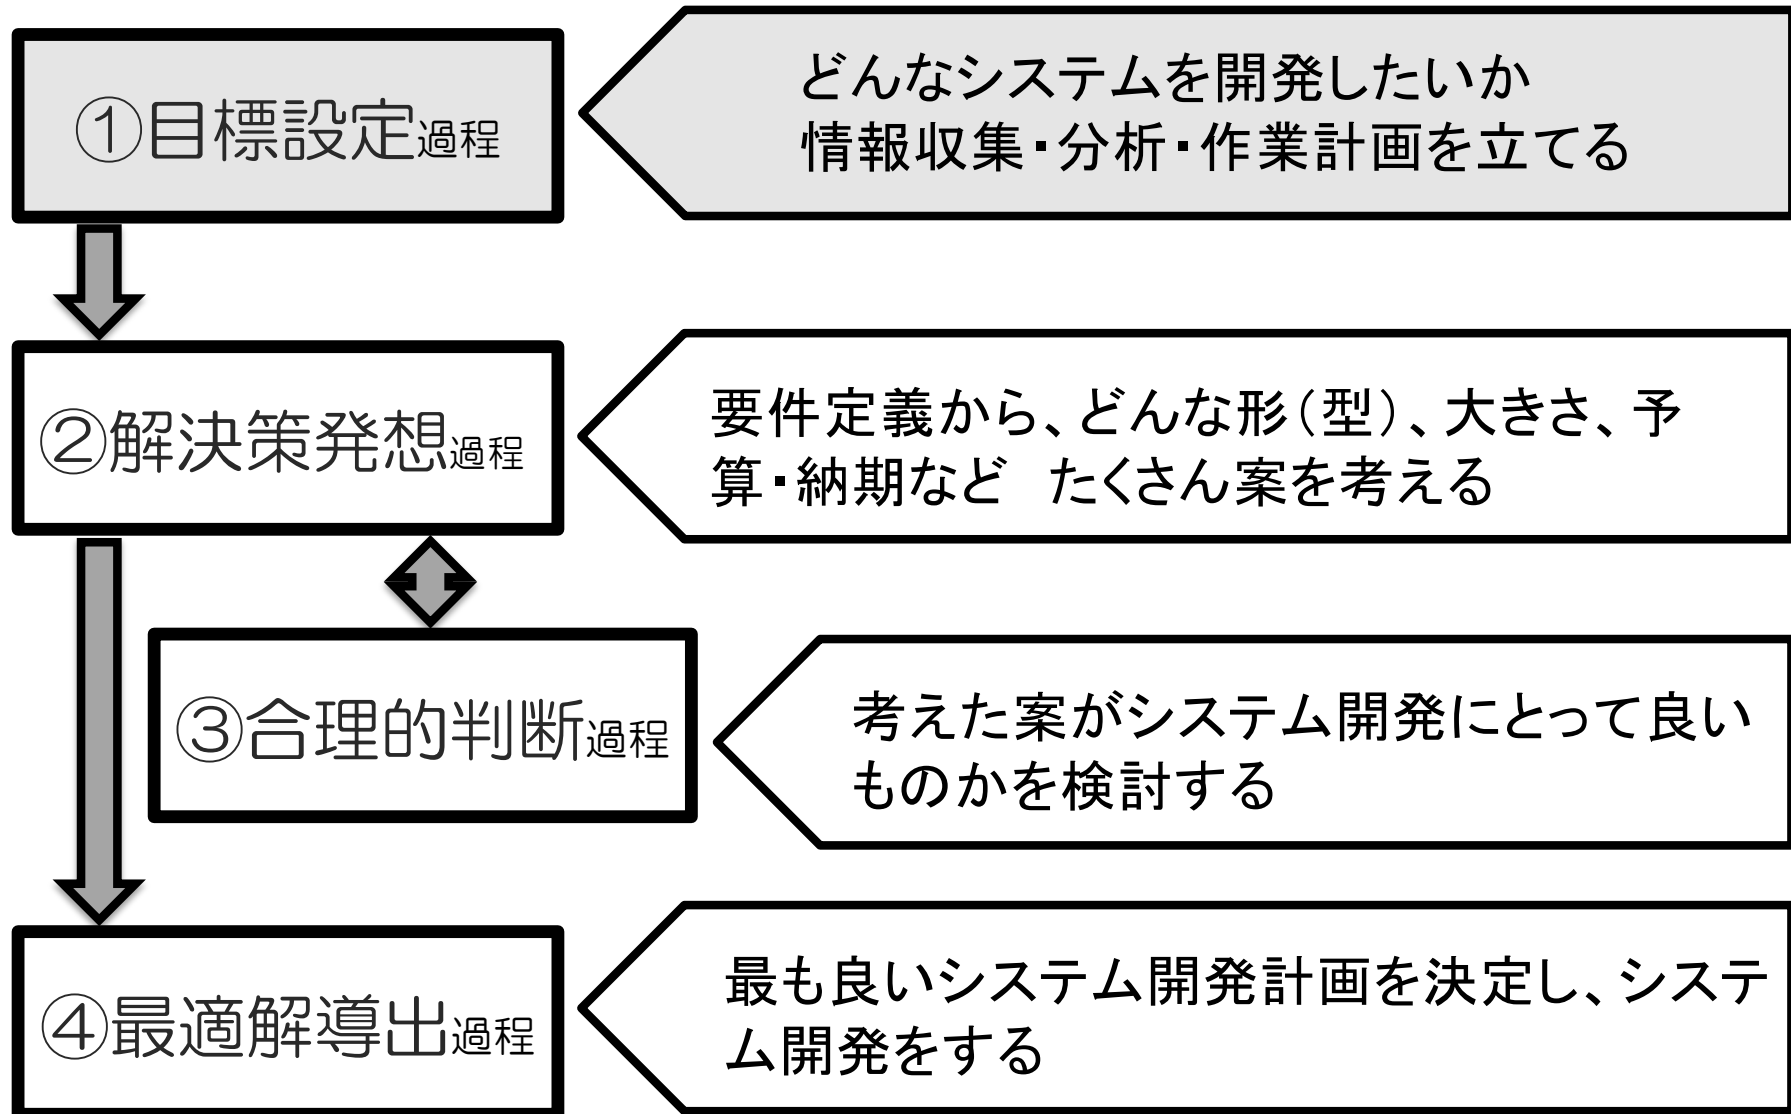 ①目標設定過程
どんなシステムを開発したいか
情報収集・分析・作業計画を立てる
②解決策発想過程
要件定義から、どんな形（型）、大きさ、予
算・納期など　たくさん案を考える
③合理的判断過程
考えた案がシステム開発にとって良い
ものかを検討する
④最適解導出過程
最も良いシステム開発計画を決定し、システ
ム開発をする